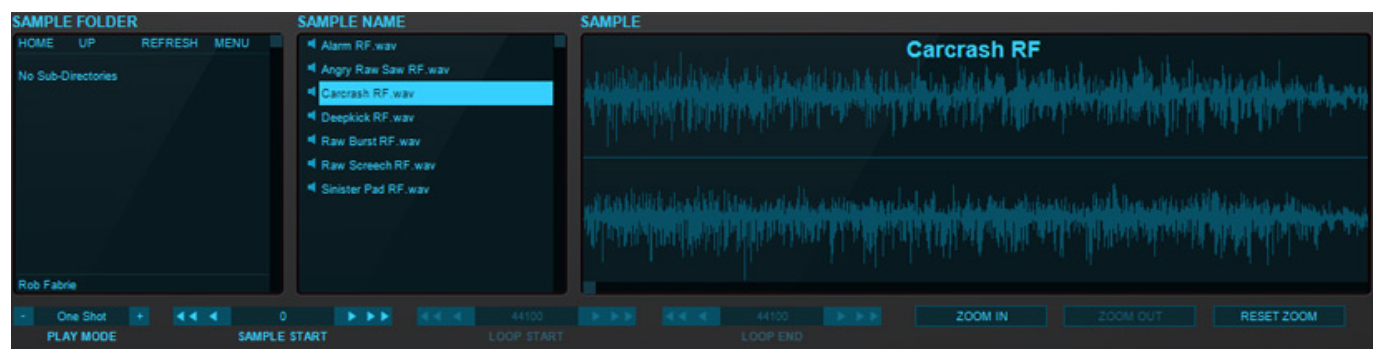 SAMPLE FOLDER
HOME UP REFRESH MENU
No Sub-Directories
Rob Fabrie
SAMPLE NAME
Alarm RF.wav
Angry Raw Saw RF.wav
Carcrash RF.wav
Deepkick RF.wav
Raw Burst RF.wav
Raw Screech RF.wav
Sinister Pad RF.wav
SAMPLE
Carcrash RF
- One Shot + 0 44100 44100 ZOOM IN ZOOM OUT RESET ZOOM
PLAY MODE SAMPLE START LOOP START LOOP END